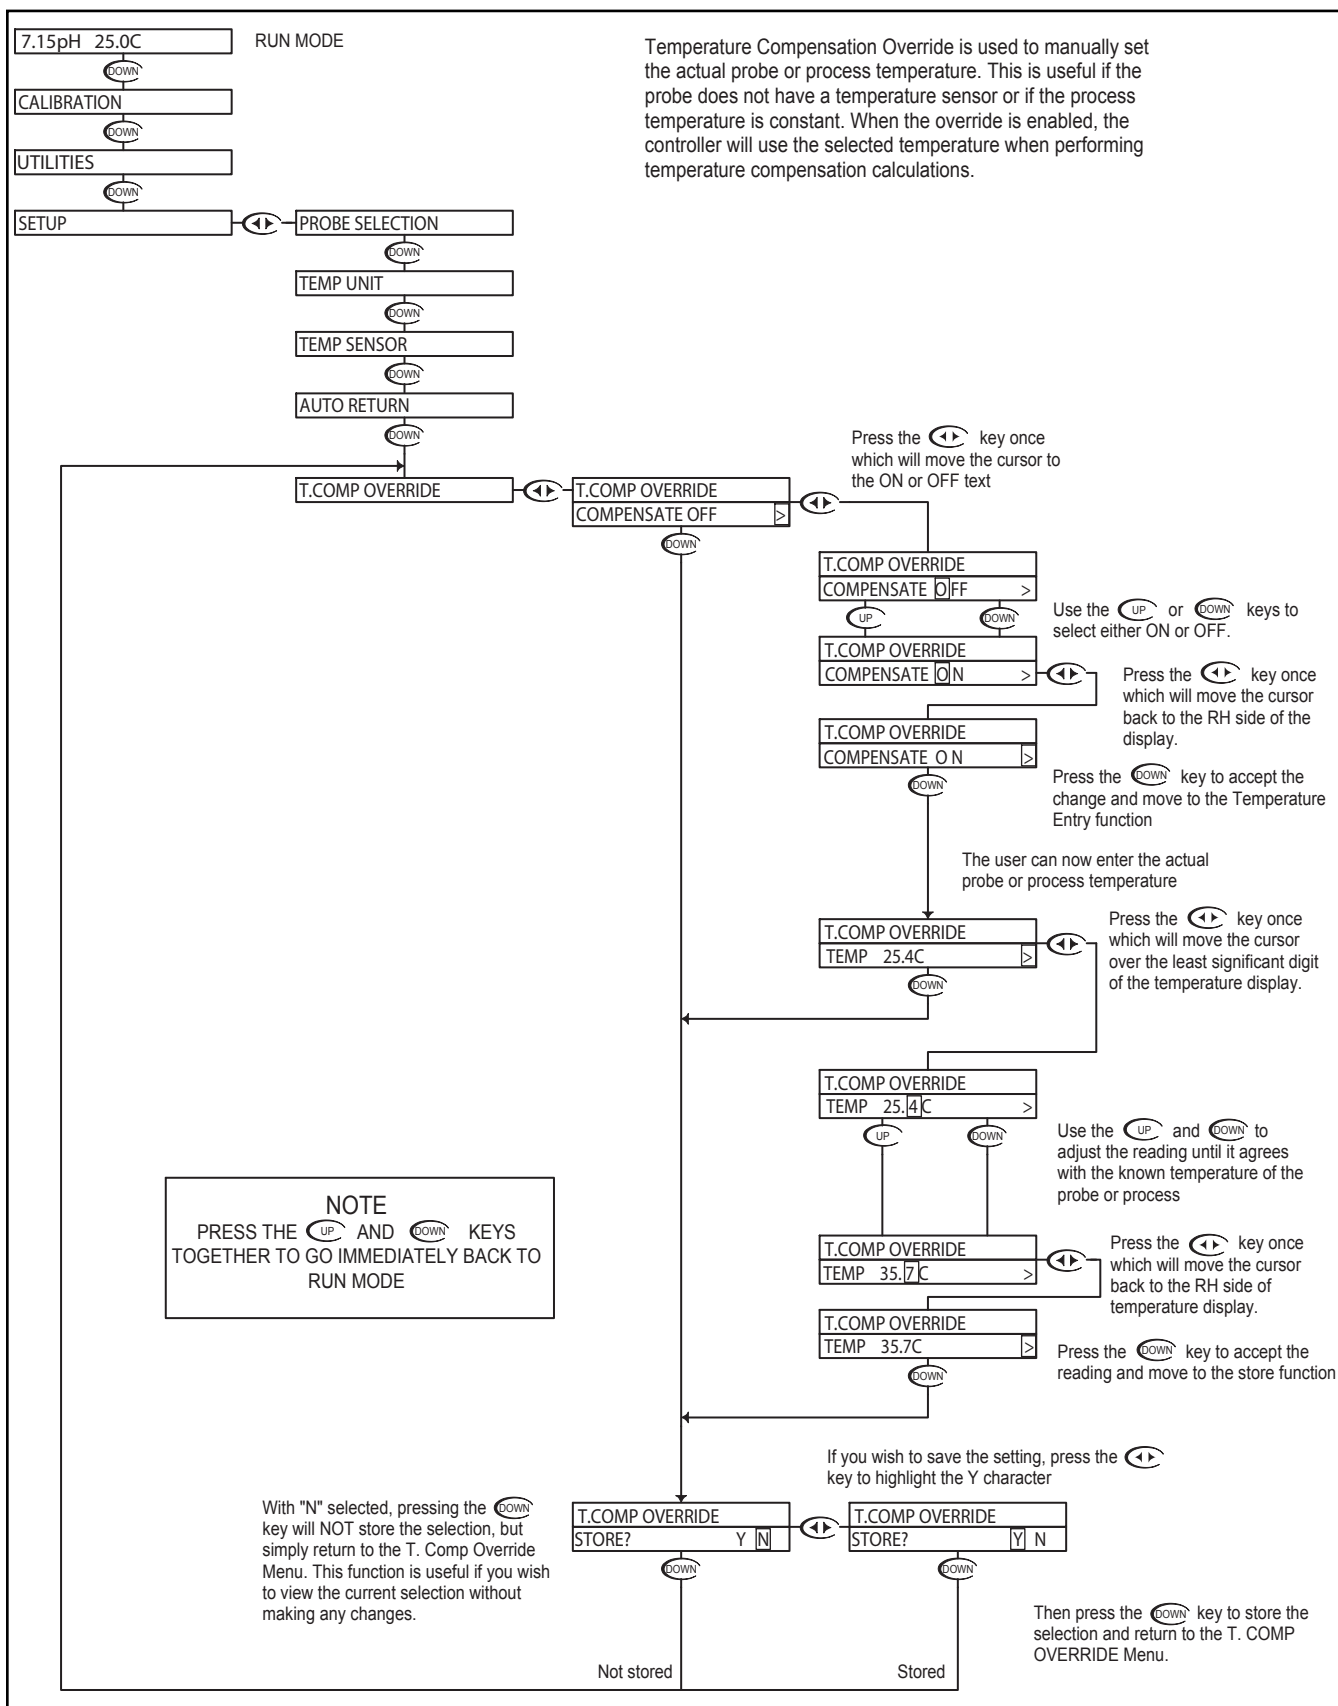 7.15pH 25.0C
RUN MODE
DOWN
CALIBRATION
DOWN
UTILITIES
DOWN
SETUP
Temperature Compensation Override is used to manually set
the actual probe or process temperature. This is useful if the
probe does not have a temperature sensor or if the process
temperature is constant. When the override is enabled, the
controller will use the selected temperature when performing
temperature compensation calculations.
PROBE SELECTION
DOWN
TEMP UNIT
DOWN
TEMP SENSOR
DOWN
AUTO RETURN
DOWN
T.COMP OVERRIDE
T.COMP OVERRIDE
COMPENSATE OFF >
DOWN
Press the key once
which will move the cursor to
the ON or OFF text
T.COMP OVERRIDE
COMPENSATE OFF >
UP DOWN
Use the UP or DOWN keys to
select either ON or OFF.
T.COMP OVERRIDE
COMPENSATE ON >
Press the key once
which will move the cursor
back to the RH side of the
display.
T.COMP OVERRIDE
COMPENSATE O N >
DOWN
Press the DOWN key to accept the
change and move to the Temperature
Entry function
The user can now enter the actual
probe or process temperature
T.COMP OVERRIDE
TEMP 25.4C >
DOWN
Press the key once
which will move the cursor
over the least significant digit
of the temperature display.
T.COMP OVERRIDE
TEMP 25.4C >
UP DOWN
Use the UP and DOWN to
adjust the reading until it agrees
with the known temperature of the
probe or process
NOTE
PRESS THE UP AND DOWN KEYS
TOGETHER TO GO IMMEDIATELY BACK TO
RUN MODE
T.COMP OVERRIDE
TEMP 35.7C >
Press the key once
which will move the cursor
back to the RH side of
temperature display.
T.COMP OVERRIDE
TEMP 35.7C >
DOWN
Press the DOWN key to accept the
reading and move to the store function
If you wish to save the setting, press the
key to highlight the Y character
With "N" selected, pressing the DOWN
key will NOT store the selection, but
simply return to the T. Comp Override
Menu. This function is useful if you wish
to view the current selection without
making any changes.
T.COMP OVERRIDE
STORE? Y N
DOWN
T.COMP OVERRIDE
STORE? Y N
DOWN
Then press the DOWN key to store the
selection and return to the T. COMP
OVERRIDE Menu.
Not stored
Stored